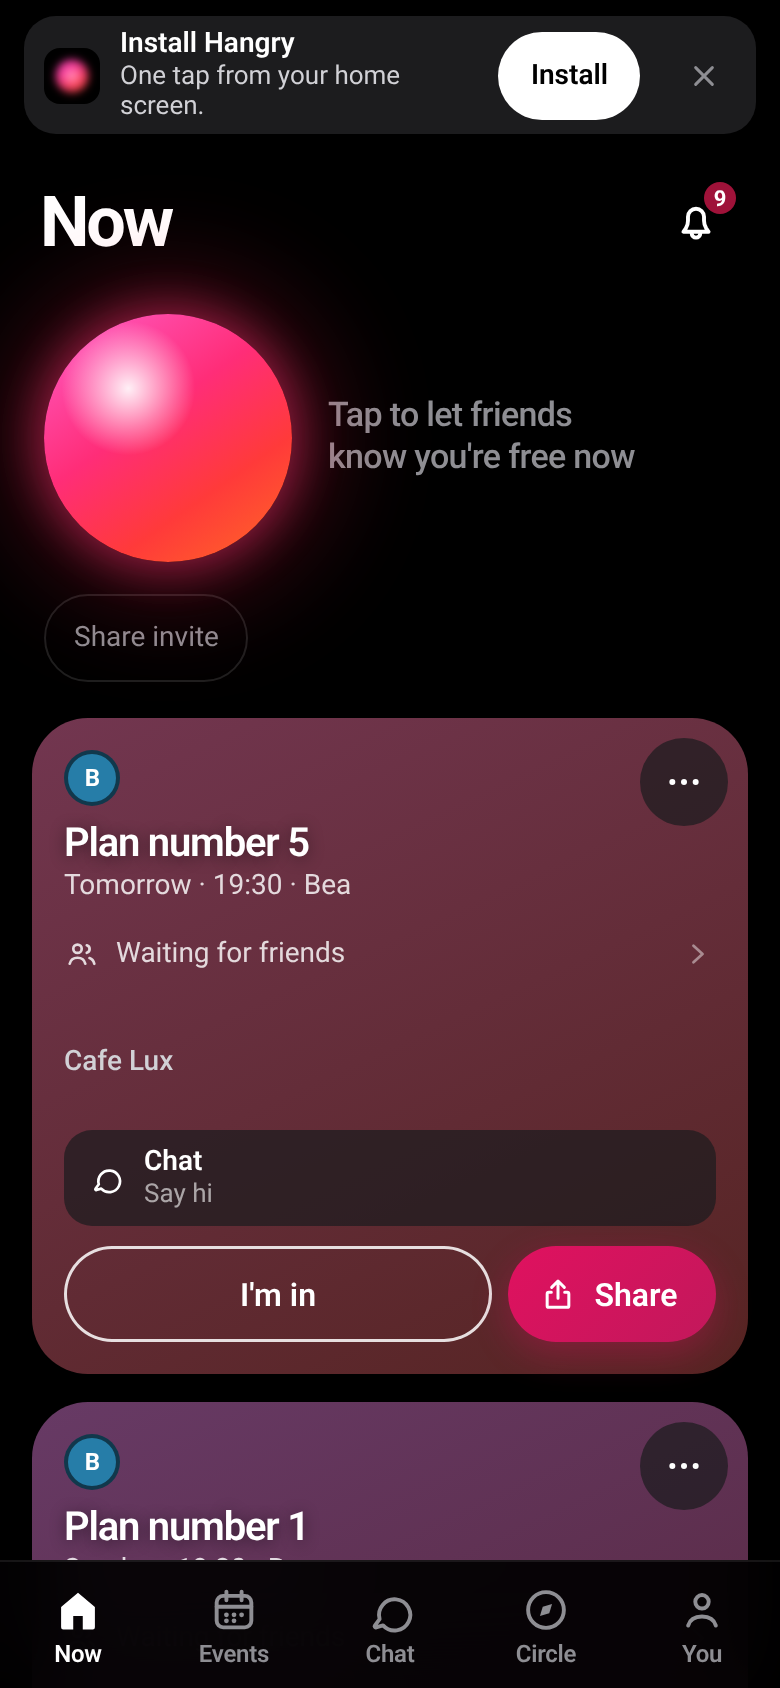 Install Hangry
One tap from your home
screen.
Install
Now
9
Tap to let friends
know you're free now
Share invite
B
Plan number 5
Tomorrow · 19:30 · Bea
Waiting for friends
Cafe Lux
Chat
Say hi
I'm in
Share
B
Plan number 1
Now
Events
Chat
Circle
You